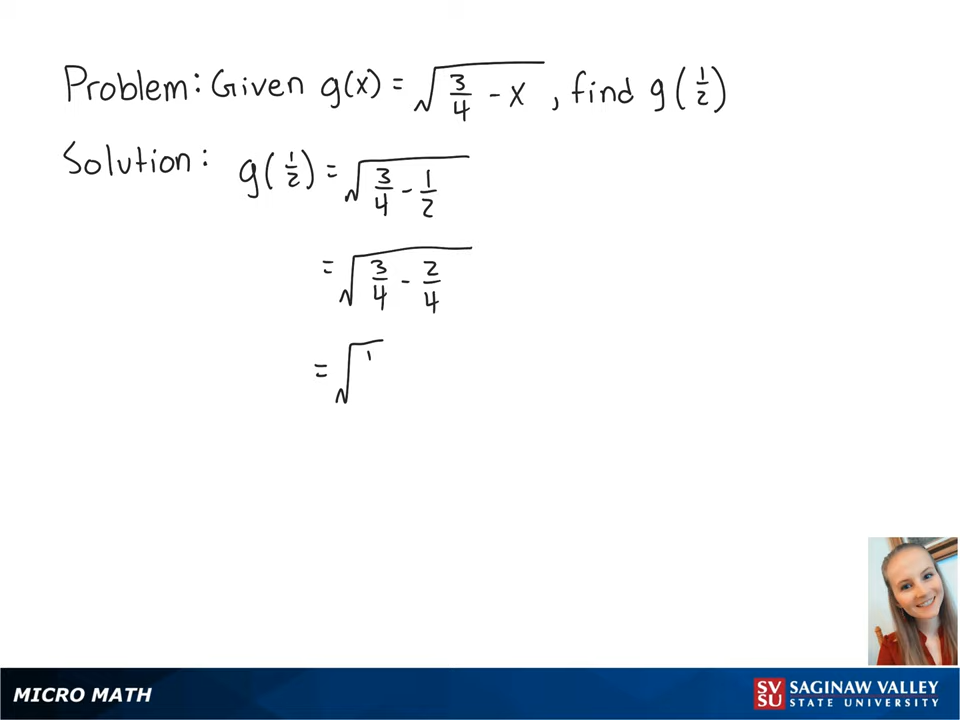 Problem: Given g(x) = √(3/4 - x), find g(1/2)
Solution: g(1/2) = √(3/4 - 1/2)
= √(3/4 - 2/4)
= √1
MICRO MATH
SVSU SAGINAW VALLEY STATE UNIVERSITY